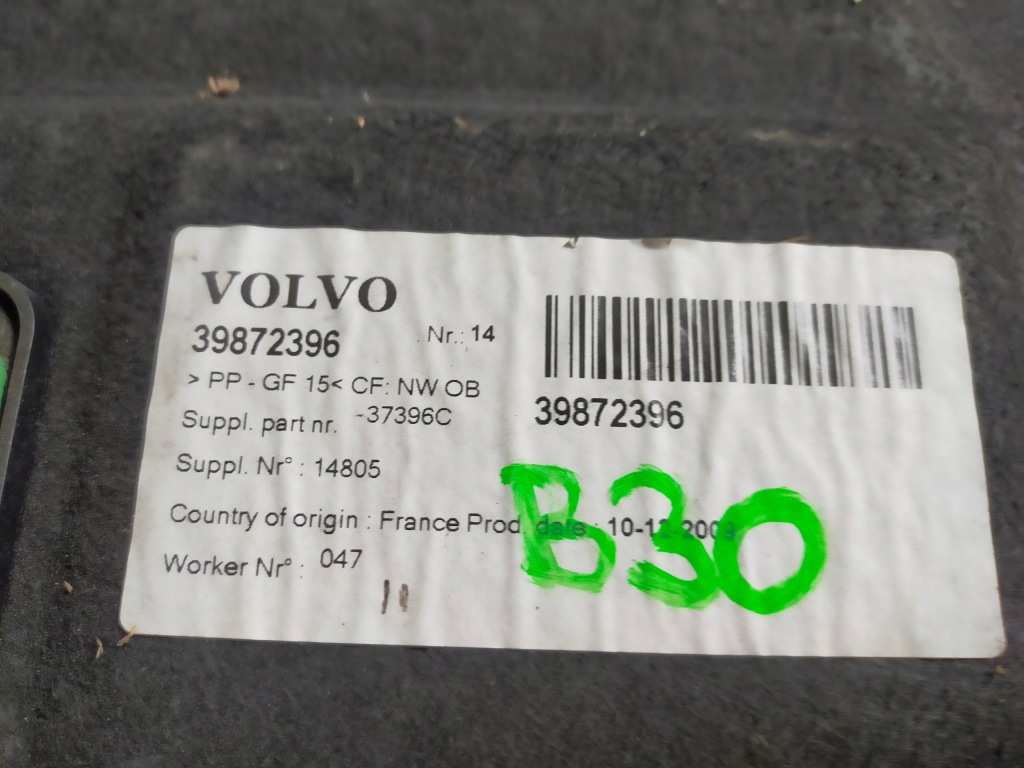 VOLVO
39872396 Nr.: 14
> PP - GF 15< CF: NW OB
39872396
Suppl. part nr. -37396C
Suppl. Nr° : 14805
B30
Country of origin : France Prod. date : 10-12-2009
Worker Nr° : 047
11